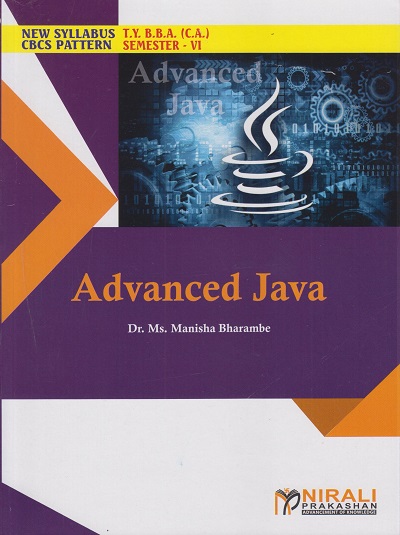 NEW SYLLABUS
CBCS PATTERN
T.Y. B.B.A. (C.A.)
SEMESTER - VI
Advanced
Java
Advanced Java
Dr. Ms. Manisha Bharambe
NIRALI
PRAKASHAN
ADVANCEMENT OF KNOWLEDGE